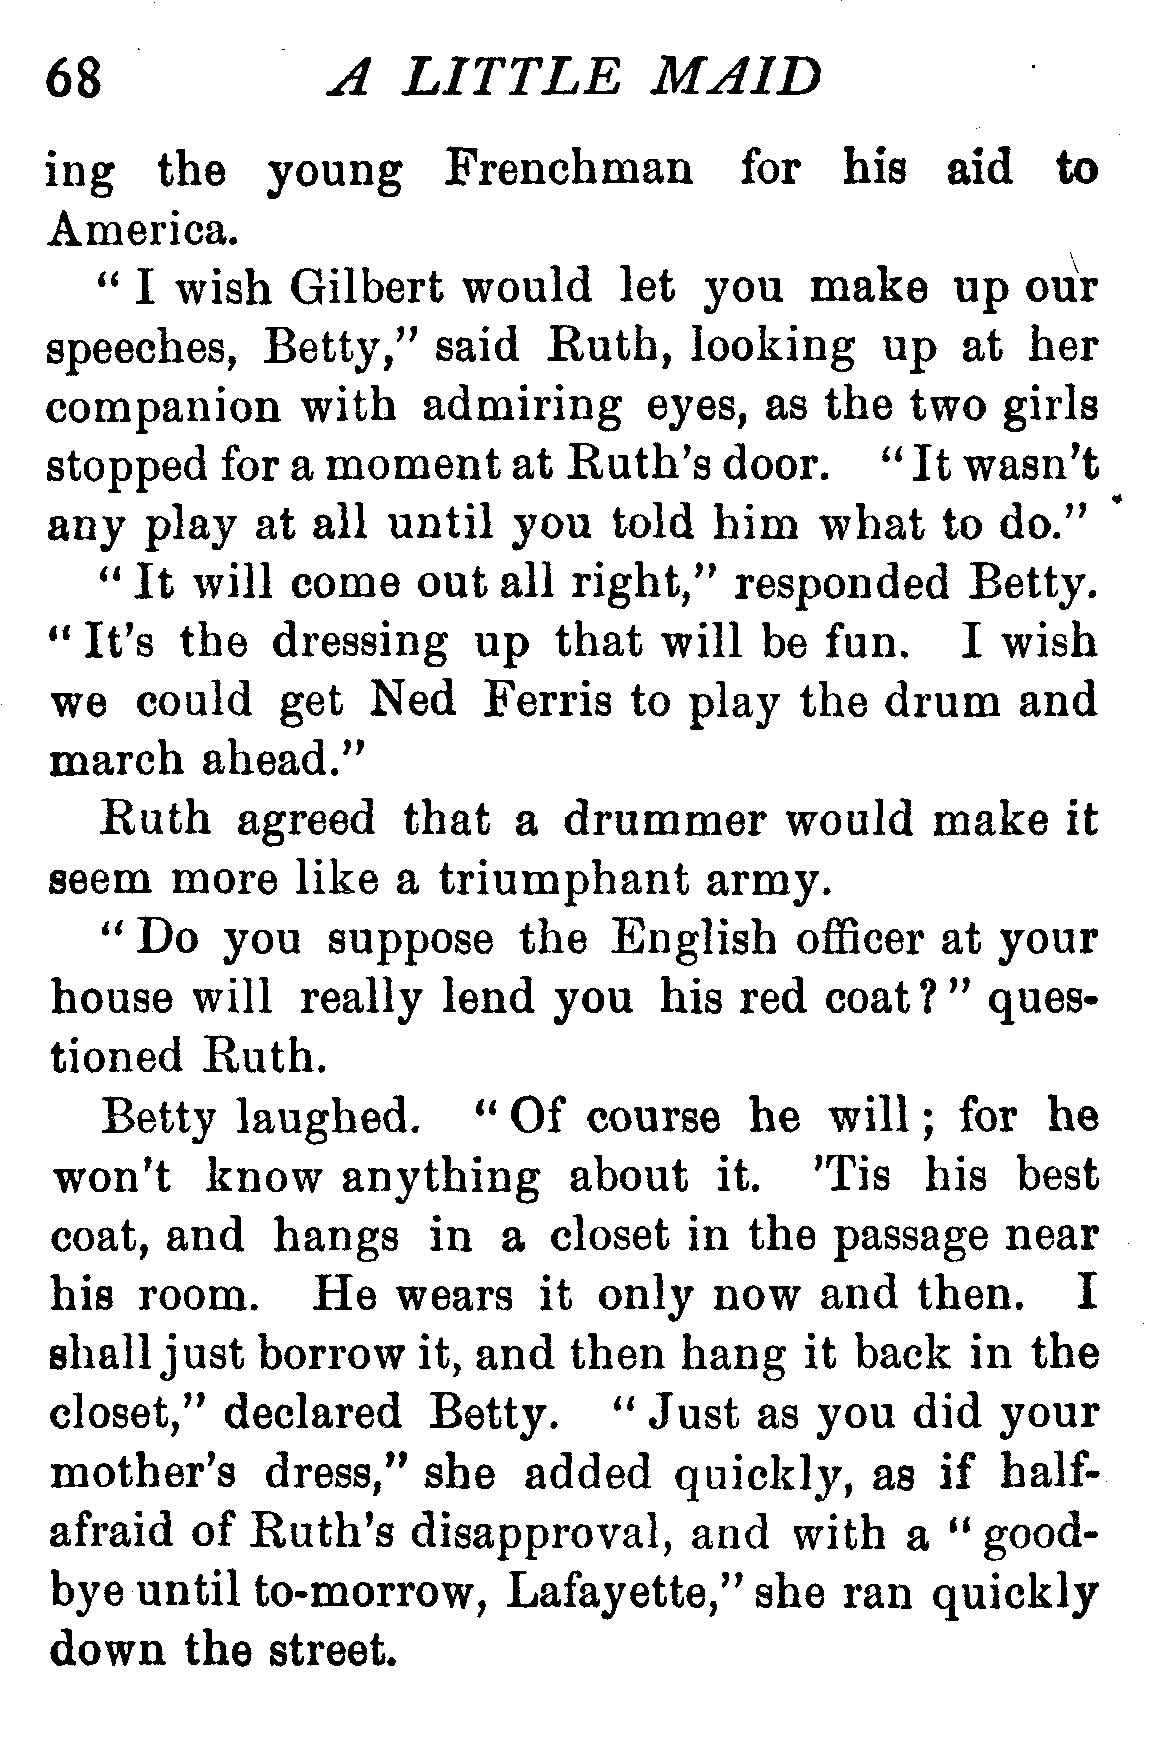 68 A LITTLE MAID
ing the young Frenchman for his aid to
America.
“ I wish Gilbert would let you make up our
speeches, Betty,” said Ruth, looking up at her
companion with admiring eyes, as the two girls
stopped for a moment at Ruth’s door. “ It wasn’t
any play at all until you told him what to do.”
“ It will come out all right,” responded Betty.
“ It’s the dressing up that will be fun. I wish
we could get Ned Ferris to play the drum and
march ahead.”
Ruth agreed that a drummer would make it
seem more like a triumphant army.
“ Do you suppose the English officer at your
house will really lend you his red coat ? ” ques-
tioned Ruth.
Betty laughed. “ Of course he will ; for he
won’t know anything about it. ’Tis his best
coat, and hangs in a closet in the passage near
his room. He wears it only now and then. I
shall just borrow it, and then hang it back in the
closet,” declared Betty. “ Just as you did your
mother’s dress,” she added quickly, as if half-
afraid of Ruth’s disapproval, and with a “ good-
bye until to-morrow, Lafayette,” she ran quickly
down the street.